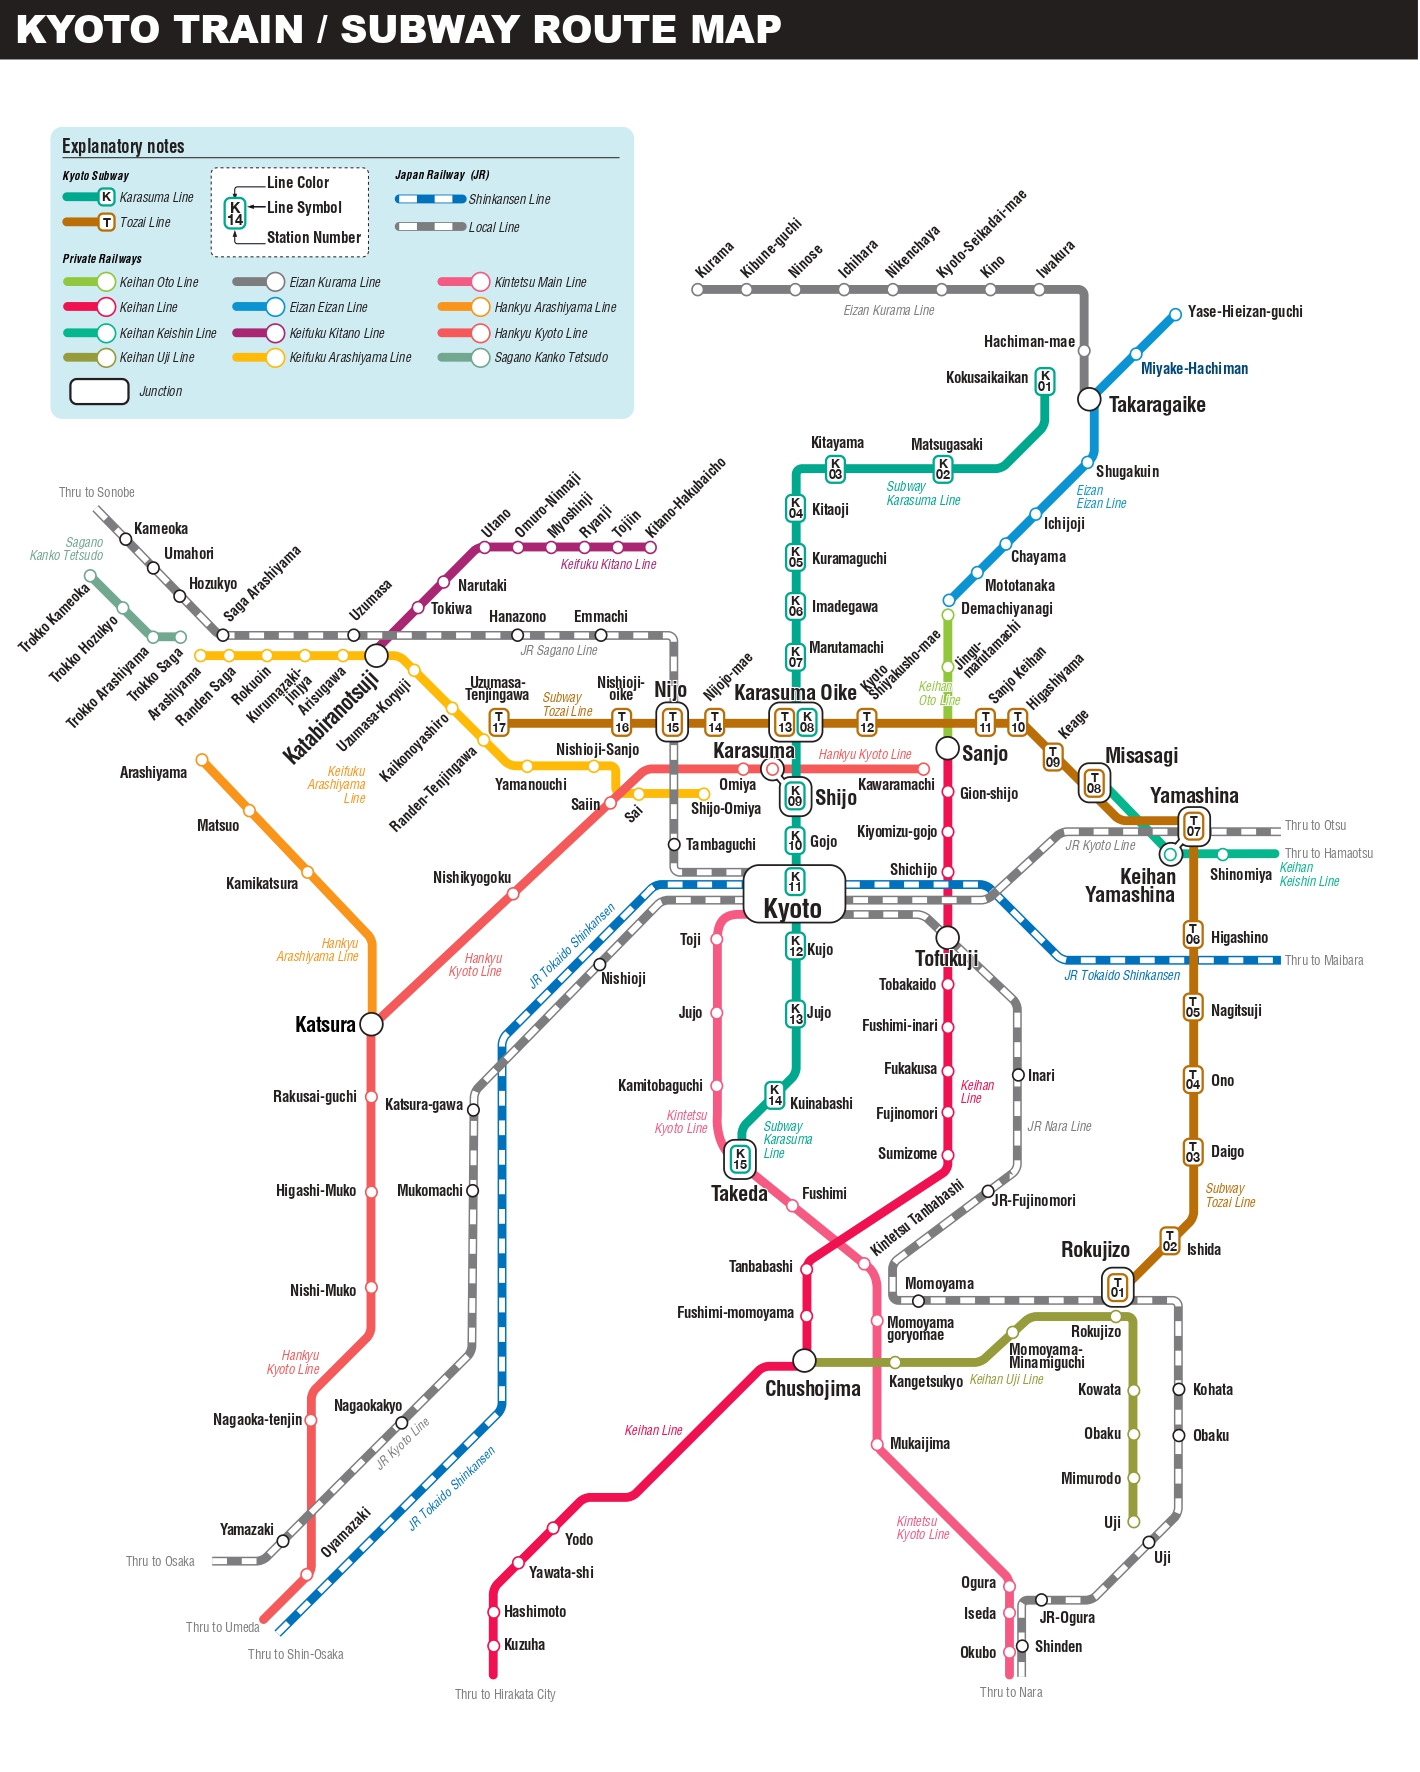 KYOTO TRAIN / SUBWAY ROUTE MAP
Explanatory notes
Kyoto Subway
K
Karasuma Line
T
Tozai Line
K
14
Line Color
Line Symbol
Station Number
Japan Railway (JR)
Shinkansen Line
Local Line
Private Railways
Keihan Oto Line
Keihan Line
Keihan Keishin Line
Keihan Uji Line
Eizan Kurama Line
Eizan Eizan Line
Keifuku Kitano Line
Keifuku Arashiyama Line
Kintetsu Main Line
Hankyu Arashiyama Line
Hankyu Kyoto Line
Sagano Kanko Tetsudo
Junction
Kurama
Kibune-guchi
Ninose
Ichihara
Nikenchaya
Kyoto-Seikadai-mae
Kino
Iwakura
Eizan Kurama Line
Hachiman-mae
Yase-Hieizan-guchi
Miyake-Hachiman
Takaragaike
Kokusaikaikan
K
01
Kitayama
K
03
Matsugasaki
K
02
Subway
Karasuma Line
Shugakuin
Eizan
Eizan Line
Ichijoji
Chayama
Mototanaka
Demachiyanagi
K
04
Kitaoji
K
05
Kuramaguchi
K
06
Imadegawa
K
07
Marutamachi
Thru to Sonobe
Kameoka
Umahori
Hozukyo
Saga Arashiyama
Sagano
Kanko Tetsudo
Trokko Kameoka
Trokko Hozukyo
Trokko Arashiyama
Trokko Saga
Uzumasa
Utano
Omuro-Ninnaji
Myoshinji
Ryanji
Tojiin
Kitano-Hakubaicho
Keifuku Kitano Line
Narutaki
Tokiwa
Hanazono
Emmachi
JR Sagano Line
Arashiyama
Randen Saga
Rokuoin
Kurumazaki-
jinjya
Arisugawa
Katabiranotsuji
Uzumasa-Koryuji
Kaikonoyashiro
Randen-Tenjingawa
Keifuku
Arashiyama
Line
Yamanouchi
Nishioji-Sanjo
Sai
Shijo-Omiya
Uzumasa-
Tenjingawa
T
17
Subway
Tozai Line
Nishioji-
oike
T
16
Nijo
T
15
Nijojo-mae
T
14
Karasuma Oike
T
13
K
08
Kyoto
Shiyakusho-mae
T
12
Jingu-
marutamachi
Keihan
Oto Line
Sanjo Keihan
T
11
Higashiyama
T
10
Keage
T
09
Misasagi
T
08
Yamashina
T
07
Sanjo
Karasuma
Hankyu Kyoto Line
Omiya
Kawaramachi
K
09
Shijo
Saiin
Nishikyogoku
Hankyu
Kyoto Line
Arashiyama
Matsuo
Kamikatsura
Hankyu
Arashiyama Line
Katsura
Tambaguchi
K
10
Gojo
K
11
Kyoto
Gion-shijo
Kiyomizu-gojo
Shichijo
Tofukuji
JR Kyoto Line
Thru to Otsu
Thru to Hamaotsu
Keihan
Keishin Line
Keihan
Yamashina
Shinomiya
T
06
Higashino
JR Tokaido Shinkansen
Thru to Maibara
JR Tokaido Shinkansen
Nishioji
Toji
Jujo
Kamitobaguchi
Kintetsu
Kyoto Line
K
12
Kujo
K
13
Jujo
K
14
Kuinabashi
Subway
Karasuma
Line
K
15
Takeda
Tobakaido
Fushimi-inari
Fukakusa
Fujinomori
Sumizome
Keihan
Line
Inari
JR Nara Line
JR-Fujinomori
T
05
Nagitsuji
T
04
Ono
T
03
Daigo
Subway
Tozai Line
T
02
Ishida
Rokujizo
T
01
Rakusai-guchi
Katsura-gawa
Higashi-Muko
Mukomachi
Nishi-Muko
Hankyu
Kyoto Line
Nagaoka-tenjin
Nagaokakyo
JR Kyoto Line
JR Tokaido Shinkansen
Yamazaki
Oyamazaki
Thru to Osaka
Thru to Umeda
Thru to Shin-Osaka
Fushimi
Kintetsu Tanbabashi
Tanbabashi
Fushimi-momoyama
Momoyama
Momoyama
goryomae
Chushojima
Kangetsukyo
Keihan Uji Line
Momoyama-
Minamiguchi
Rokujizo
Kowata
Obaku
Mimurodo
Uji
Kohata
Obaku
Uji
JR-Ogura
Shinden
Mukaijima
Kintetsu
Kyoto Line
Ogura
Iseda
Okubo
Thru to Nara
Keihan Line
Yodo
Yawata-shi
Hashimoto
Kuzuha
Thru to Hirakata City